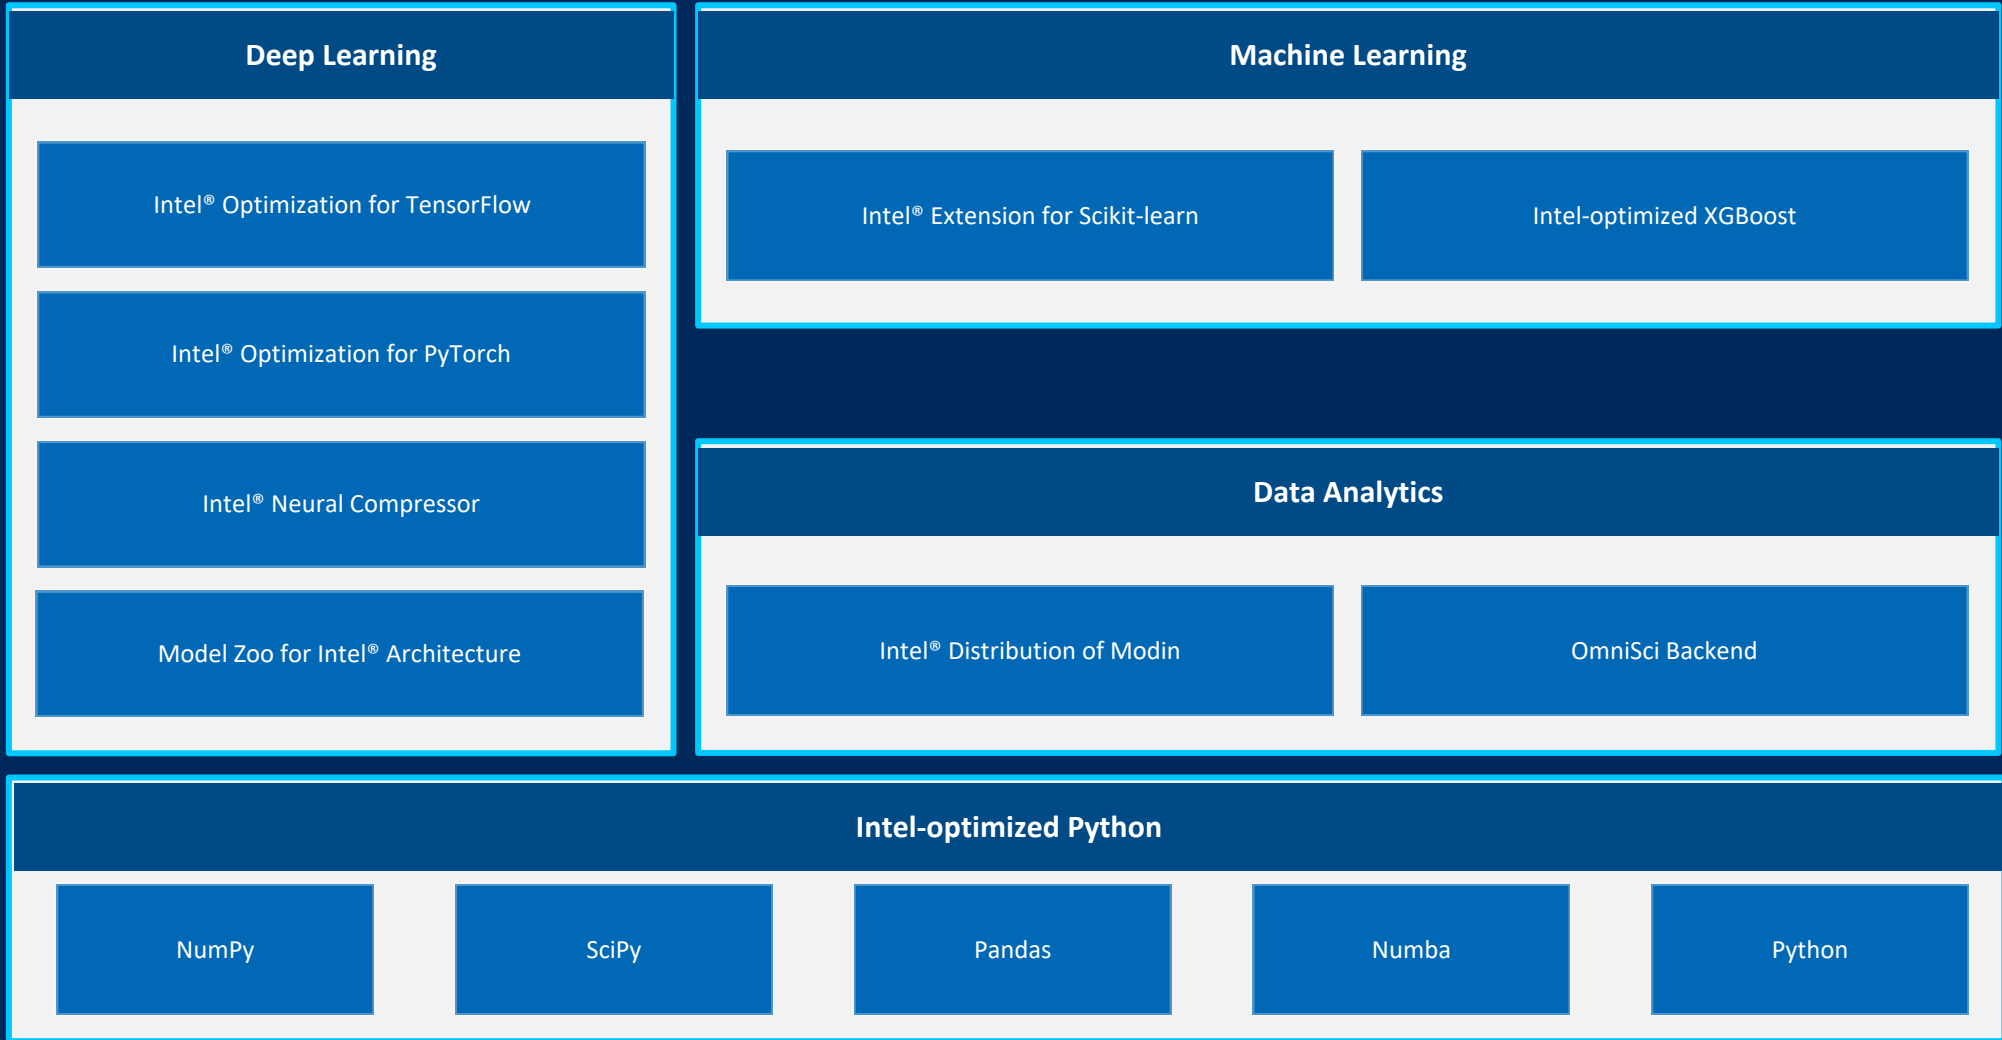 Deep Learning
Intel® Optimization for TensorFlow
Intel® Optimization for PyTorch
Intel® Neural Compressor
Model Zoo for Intel® Architecture
Machine Learning
Intel® Extension for Scikit-learn
Intel-optimized XGBoost
Data Analytics
Intel® Distribution of Modin
OmniSci Backend
Intel-optimized Python
NumPy
SciPy
Pandas
Numba
Python